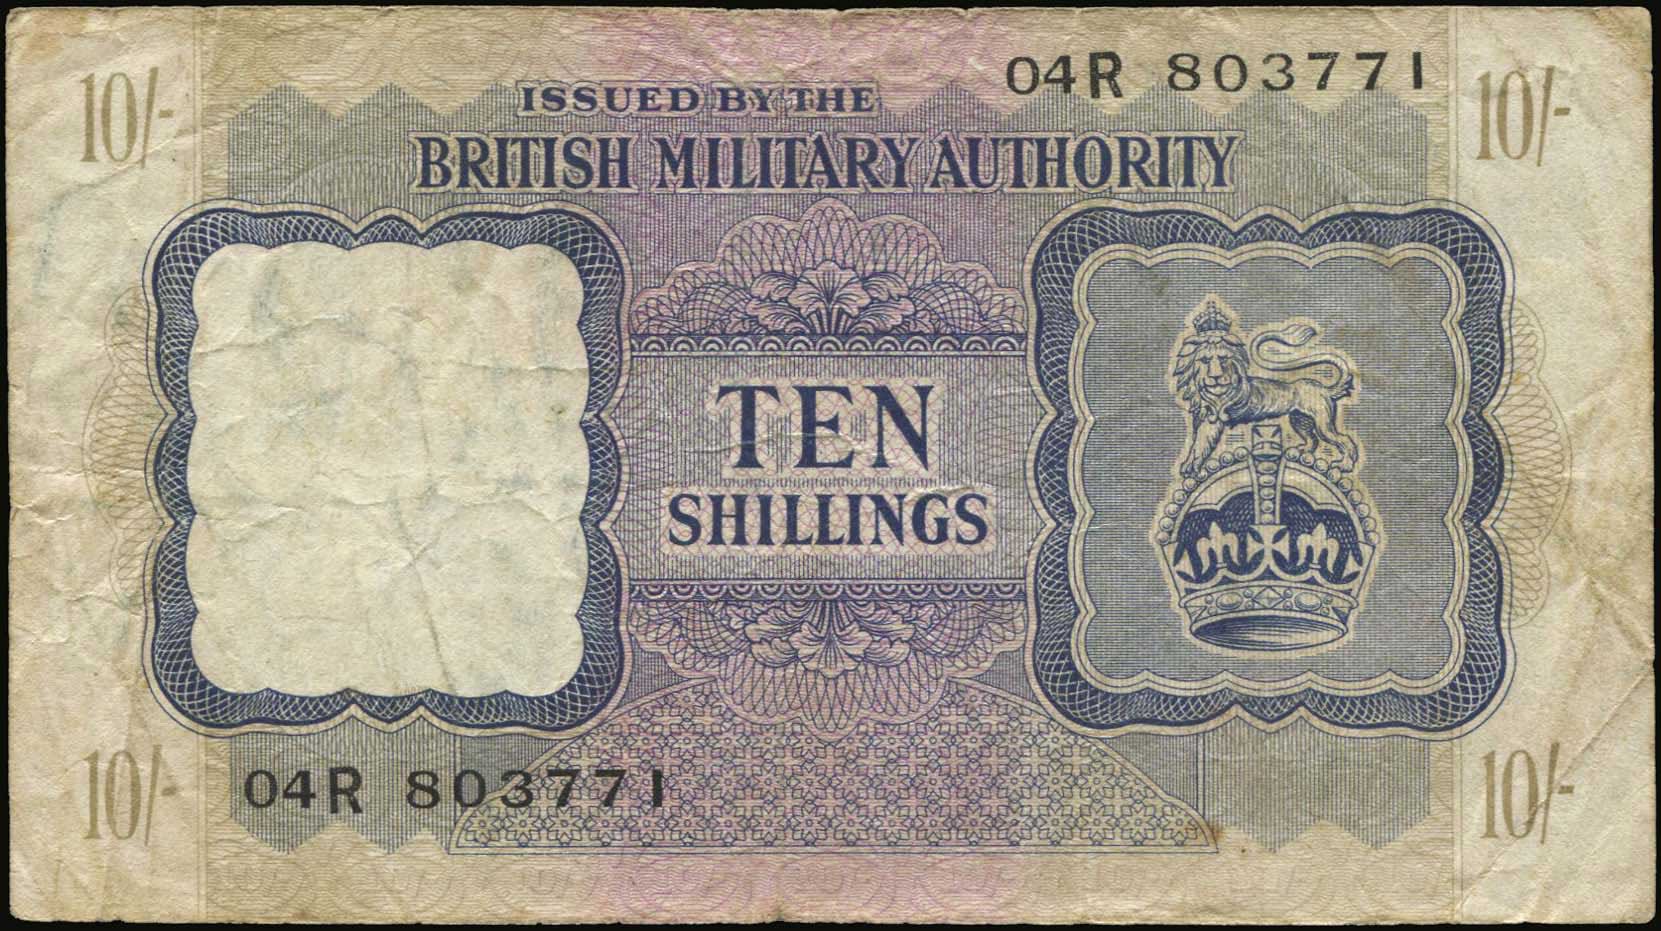 10/-
04R 803771
10/-
ISSUED BY THE
BRITISH MILITARY AUTHORITY
TEN
SHILLINGS
10/-
04R 803771
10/-